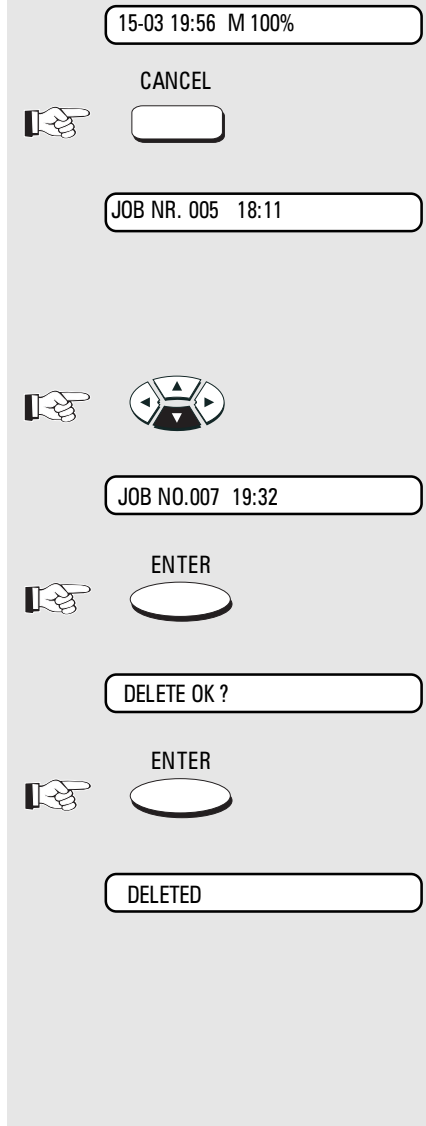 15-03 19:56 M 100%
CANCEL
JOB NR. 005 18:11
JOB NO.007 19:32
ENTER
DELETE OK ?
ENTER
DELETED